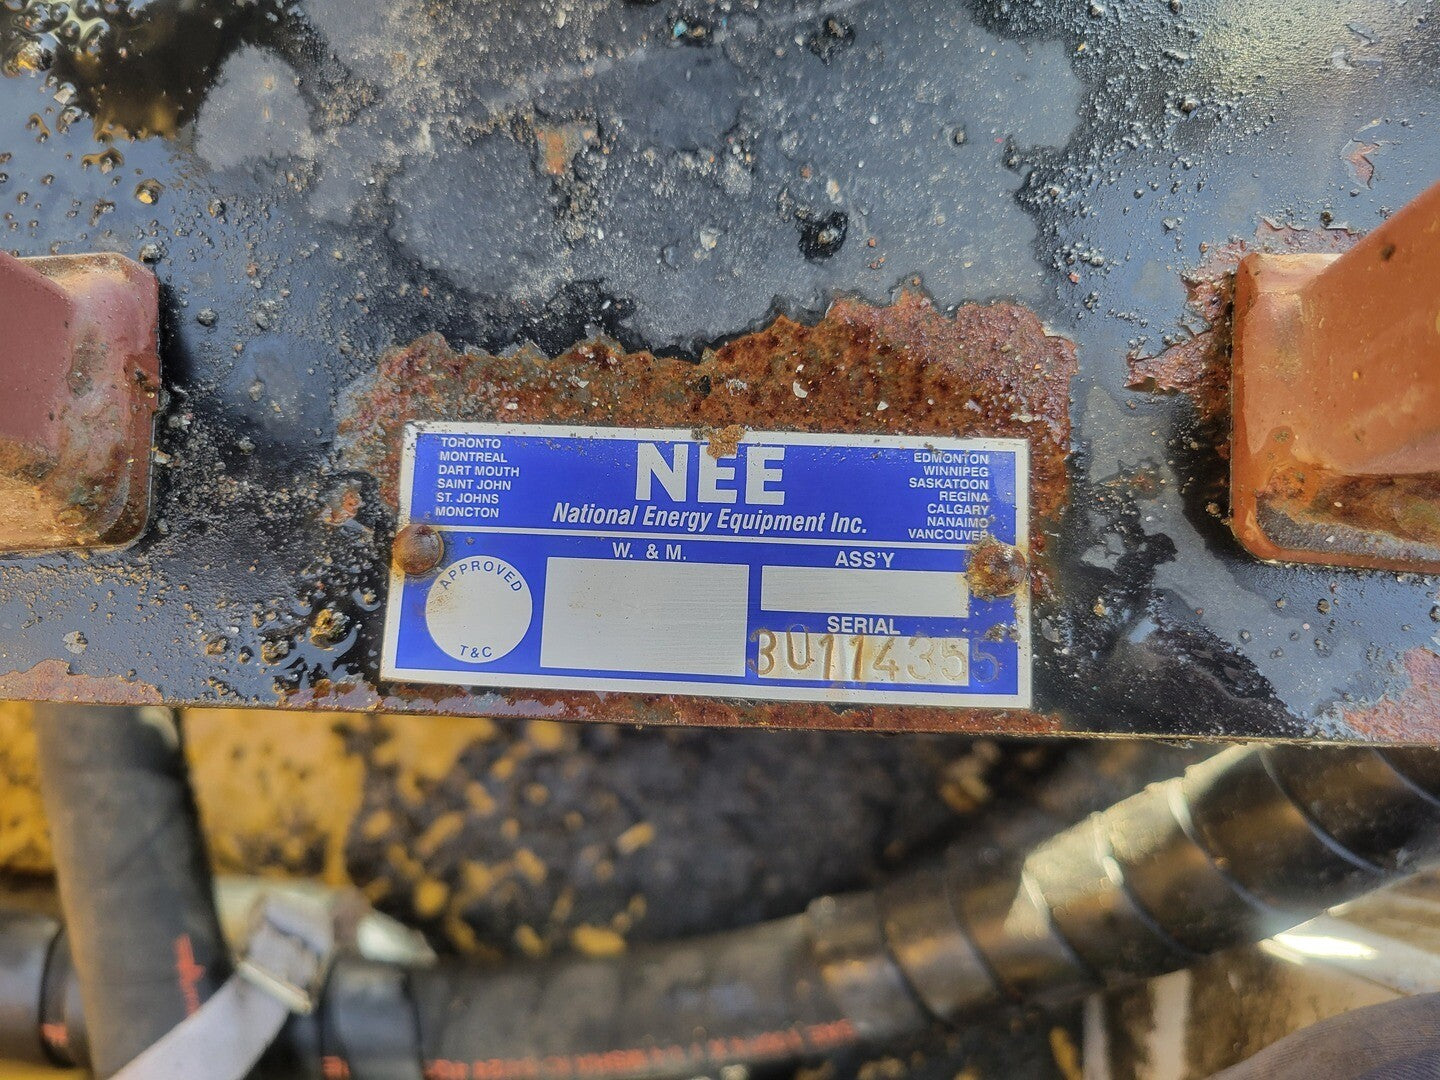 TORONTO
MONTREAL
DART MOUTH
SAINT JOHN
ST. JOHNS
MONCTON
NEE
National Energy Equipment Inc.
EDMONTON
WINNIPEG
SASKATOON
REGINA
CALGARY
NANAIMO
VANCOUVER
APPROVED
T & C
W. & M.
ASS'Y
SERIAL
3U114355